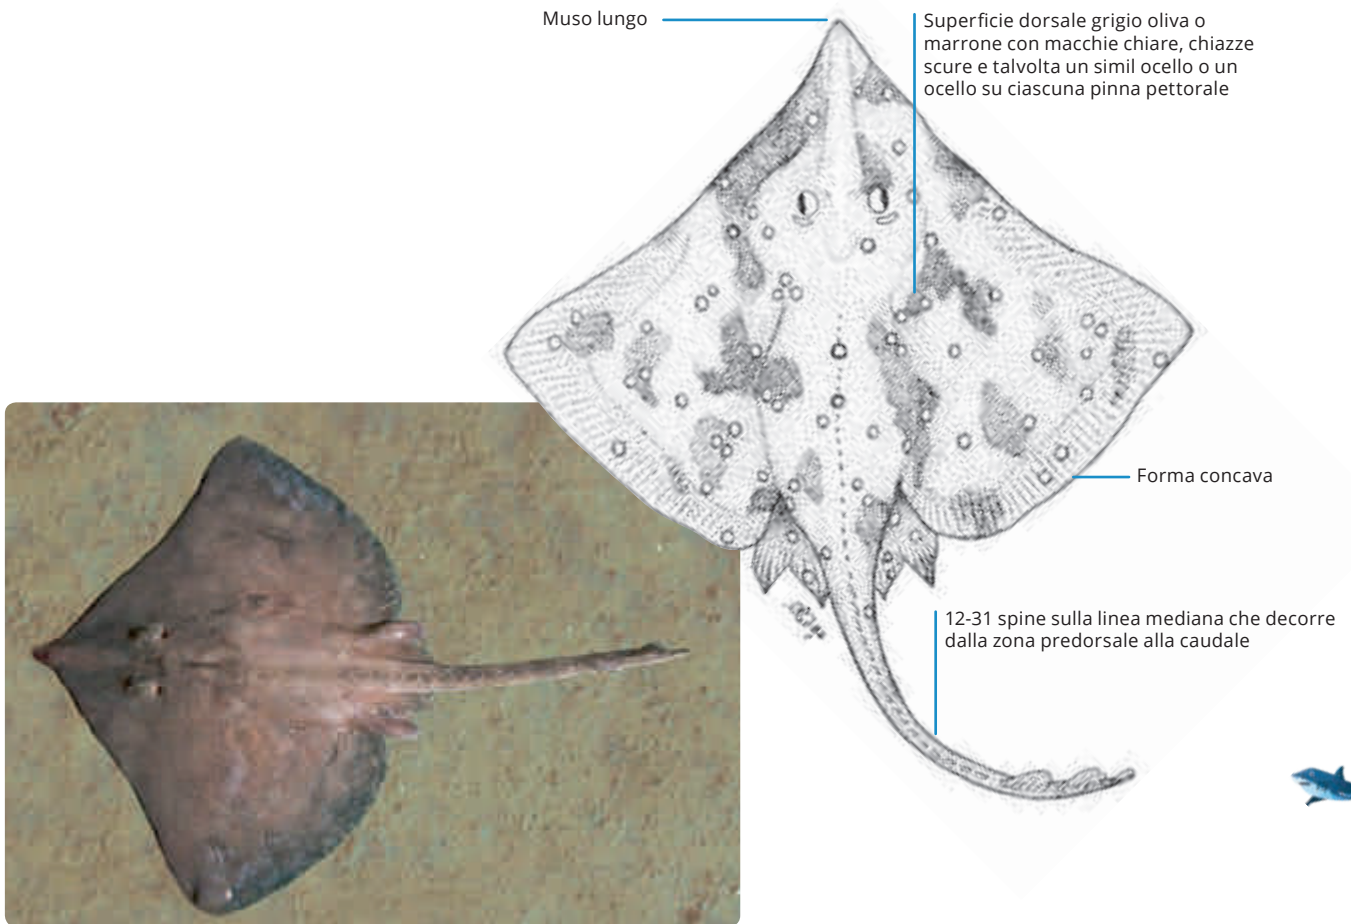 Muso lungo
Superficie dorsale grigio oliva o
marrone con macchie chiare, chiazze
scure e talvolta un simil ocello o un
ocello su ciascuna pinna pettorale
Forma concava
12-31 spine sulla linea mediana che decorre
dalla zona predorsale alla caudale